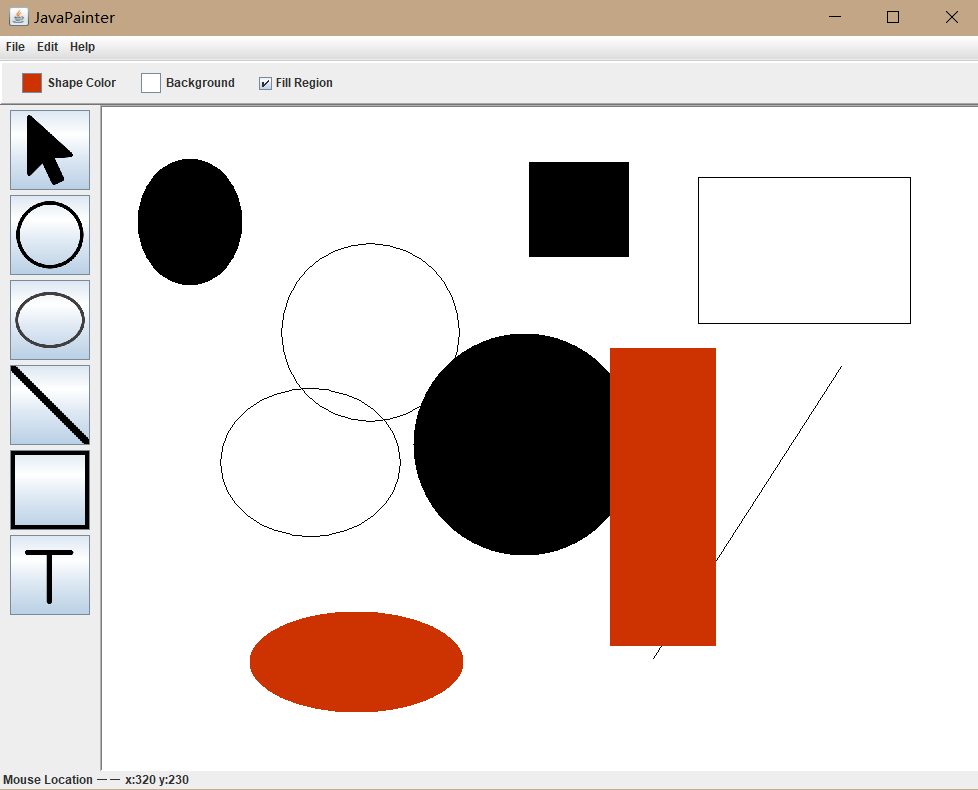 JavaPainter
File Edit Help
Shape Color Background Fill Region
T
Mouse Location —— x:320 y:230